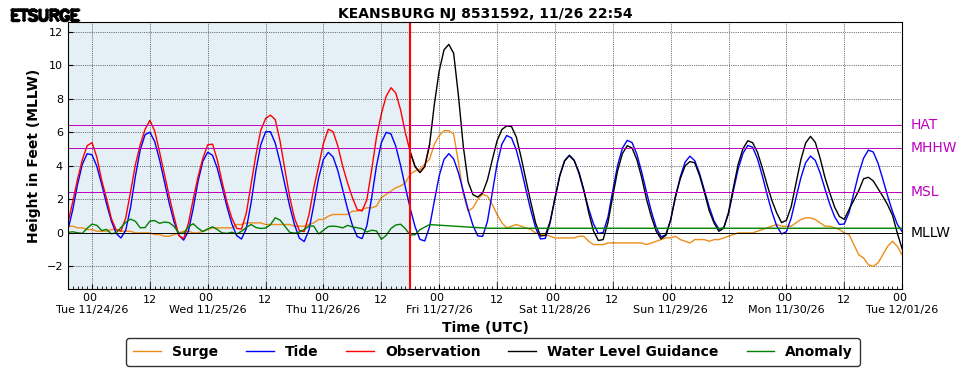 ETSURGE
KEANSBURG NJ 8531592, 11/26 22:54
Height in Feet (MLLW)
12
10
8
6
4
2
0
−2
HAT
MHHW
MSL
MLLW
00 12 00 12 00 12 00 12 00 12 00 12 00 12 00
Tue 11/24/26 Wed 11/25/26 Thu 11/26/26 Fri 11/27/26 Sat 11/28/26 Sun 11/29/26 Mon 11/30/26 Tue 12/01/26
Time (UTC)
Surge Tide Observation Water Level Guidance Anomaly